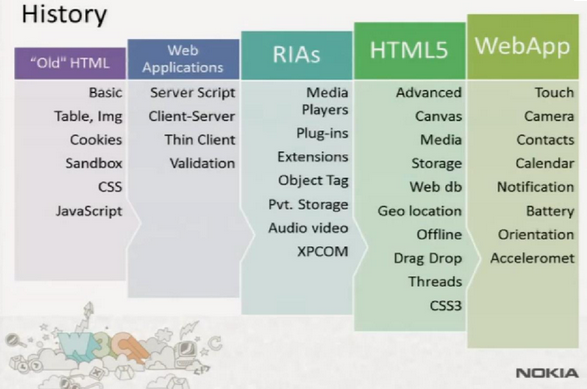 History
"Old" HTML
Basic
Table, Img
Cookies
Sandbox
CSS
JavaScript
Web
Applications
Server Script
Client-Server
Thin Client
Validation
RIAs
Media
Players
Plug-ins
Extensions
Object Tag
Pvt. Storage
Audio video
XPCOM
HTML5
Advanced
Canvas
Media
Storage
Web db
Geo location
Offline
Drag Drop
Threads
CSS3
WebApp
Touch
Camera
Contacts
Calendar
Notification
Battery
Orientation
Acceleromet
W3C
NOKIA